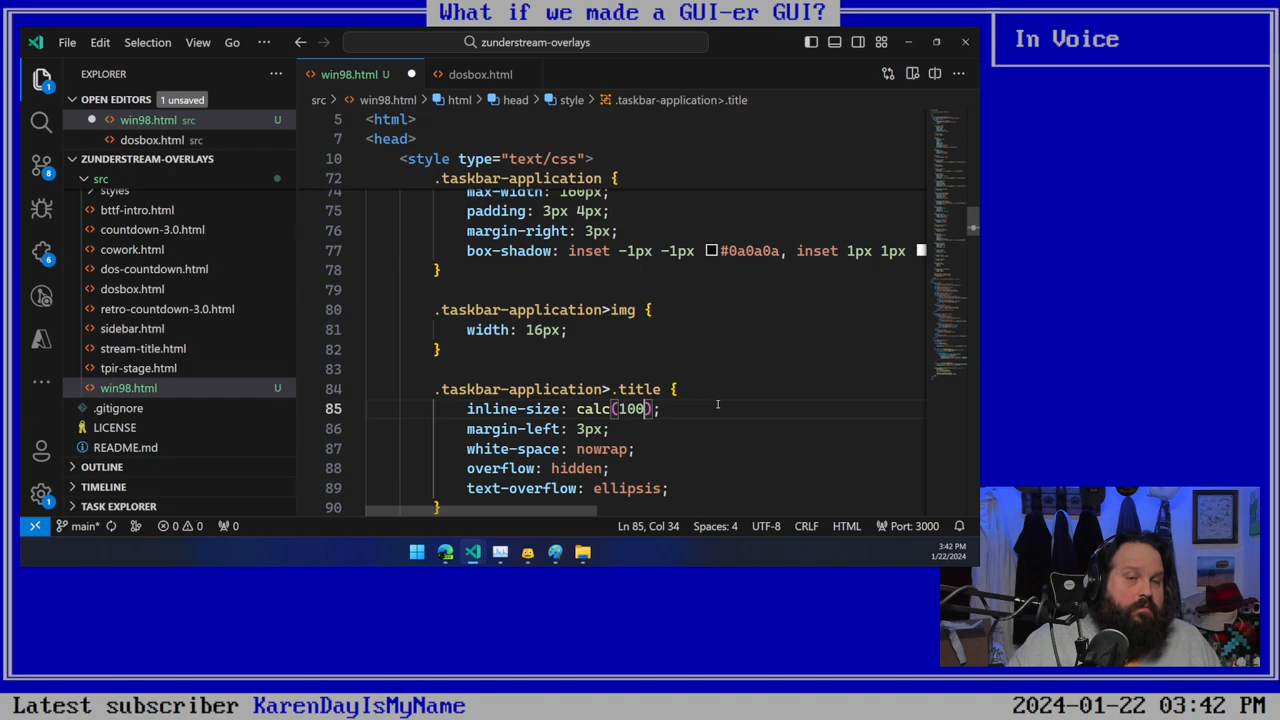 What if we made a GUI-er GUI?
In Voice
File Edit Selection View Go ··· zunderstream-overlays
EXPLORER ···
win98.html U
dosbox.html
OPEN EDITORS 1 unsaved
src > win98.html > html > head > style > .taskbar-application>.title
win98.html src U
dosbox.html src
ZUNDERSTREAM-OVERLAYS
src
styles
bttf-intro.html
countdown-3.0.html
cowork.html
dos-countdown.html
dosbox.html
retro-countdown-3.0.html
sidebar.html
stream-title.html
tpir-stage.html
win98.html U
.gitignore
LICENSE
README.md
OUTLINE
TIMELINE
TASK EXPLORER
1
8
6
1
5 <html>
7 <head>
10 <style type="text/css">
72 .taskbar-application {
max-width: 160px;
75 padding: 3px 4px;
76 margin-right: 3px;
77 box-shadow: inset -1px -1px #0a0a0a, inset 1px 1px
78 }
79
80 .taskbar-application>img {
81 width: 16px;
82 }
83
84 .taskbar-application>.title {
85 inline-size: calc(100);
86 margin-left: 3px;
87 white-space: nowrap;
88 overflow: hidden;
89 text-overflow: ellipsis;
90 }
main* 0 0 0 Ln 85, Col 34 Spaces: 4 UTF-8 CRLF HTML Port: 3000
3:42 PM
1/22/2024
Latest subscriber KarenDayIsMyName
2024-01-22 03:42 PM